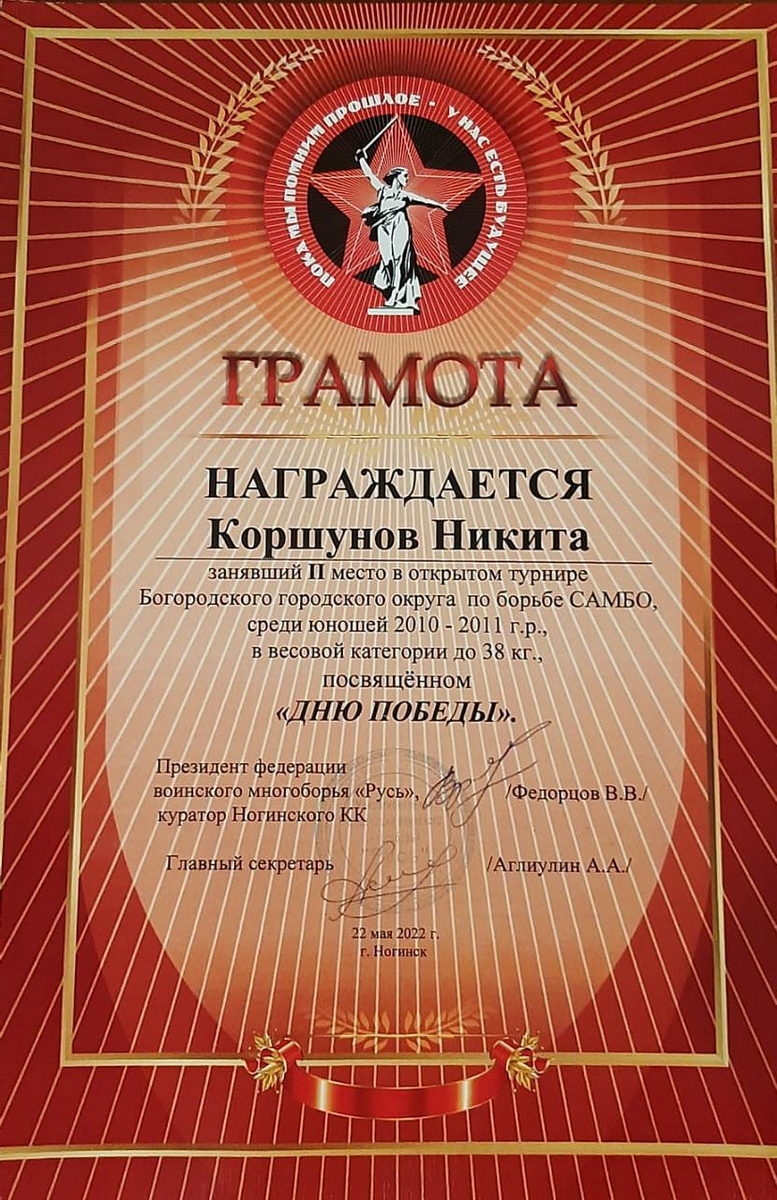 ПОКА МЫ ПОМНИМ ПРОШЛОЕ - У НАС ЕСТЬ БУДУЩЕЕ
ГРАМОТА
НАГРАЖДАЕТСЯ
Коршунов Никита
занявший II место в открытом турнире
Богородского городского округа по борьбе САМБО,
среди юношей 2010 - 2011 г.р.,
в весовой категории до 38 кг.,
посвящённом
«ДНЮ ПОБЕДЫ».
Президент федерации
воинского многоборья «Русь», /Федорцов В.В./
куратор Ногинского КК
Главный секретарь /Аглиулин А.А./
22 мая 2022 г.
г. Ногинск